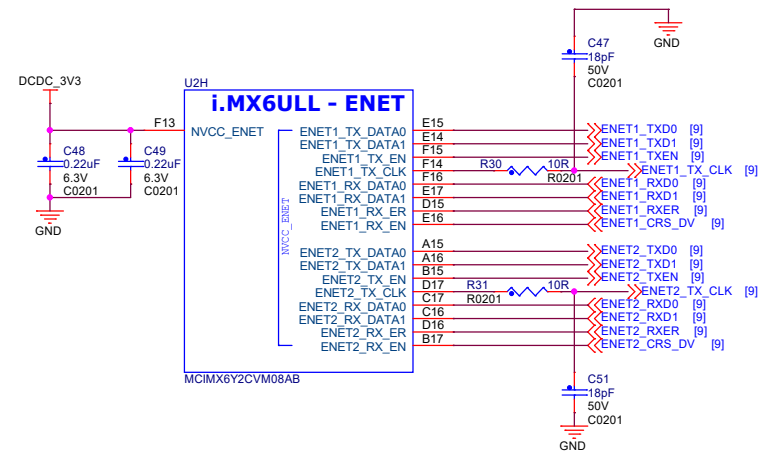 GND
C47
18pF
50V
C0201
DCDC_3V3
U2H
i.MX6ULL - ENET
F13
NVCC_ENET
C48
0.22uF
6.3V
C0201
C49
0.22uF
6.3V
C0201
GND
NVCC_ENET
ENET1_TX_DATA0 E15 ENET1_TXD0 [9]
ENET1_TX_DATA1 E14 ENET1_TXD1 [9]
ENET1_TX_EN F15 ENET1_TXEN [9]
ENET1_TX_CLK F14 R30 10R R0201 ENET1_TX_CLK [9]
ENET1_RX_DATA0 F16 ENET1_RXD0 [9]
ENET1_RX_DATA1 E17 ENET1_RXD1 [9]
ENET1_RX_ER D15 ENET1_RXER [9]
ENET1_RX_EN E16 ENET1_CRS_DV [9]
ENET2_TX_DATA0 A15 ENET2_TXD0 [9]
ENET2_TX_DATA1 A16 ENET2_TXD1 [9]
ENET2_TX_EN B15 ENET2_TXEN [9]
ENET2_TX_CLK D17 R31 10R R0201 ENET2_TX_CLK [9]
ENET2_RX_DATA0 C17 ENET2_RXD0 [9]
ENET2_RX_DATA1 C16 ENET2_RXD1 [9]
ENET2_RX_ER D16 ENET2_RXER [9]
ENET2_RX_EN B17 ENET2_CRS_DV [9]
MCIMX6Y2CVM08AB
C51
18pF
50V
C0201
GND